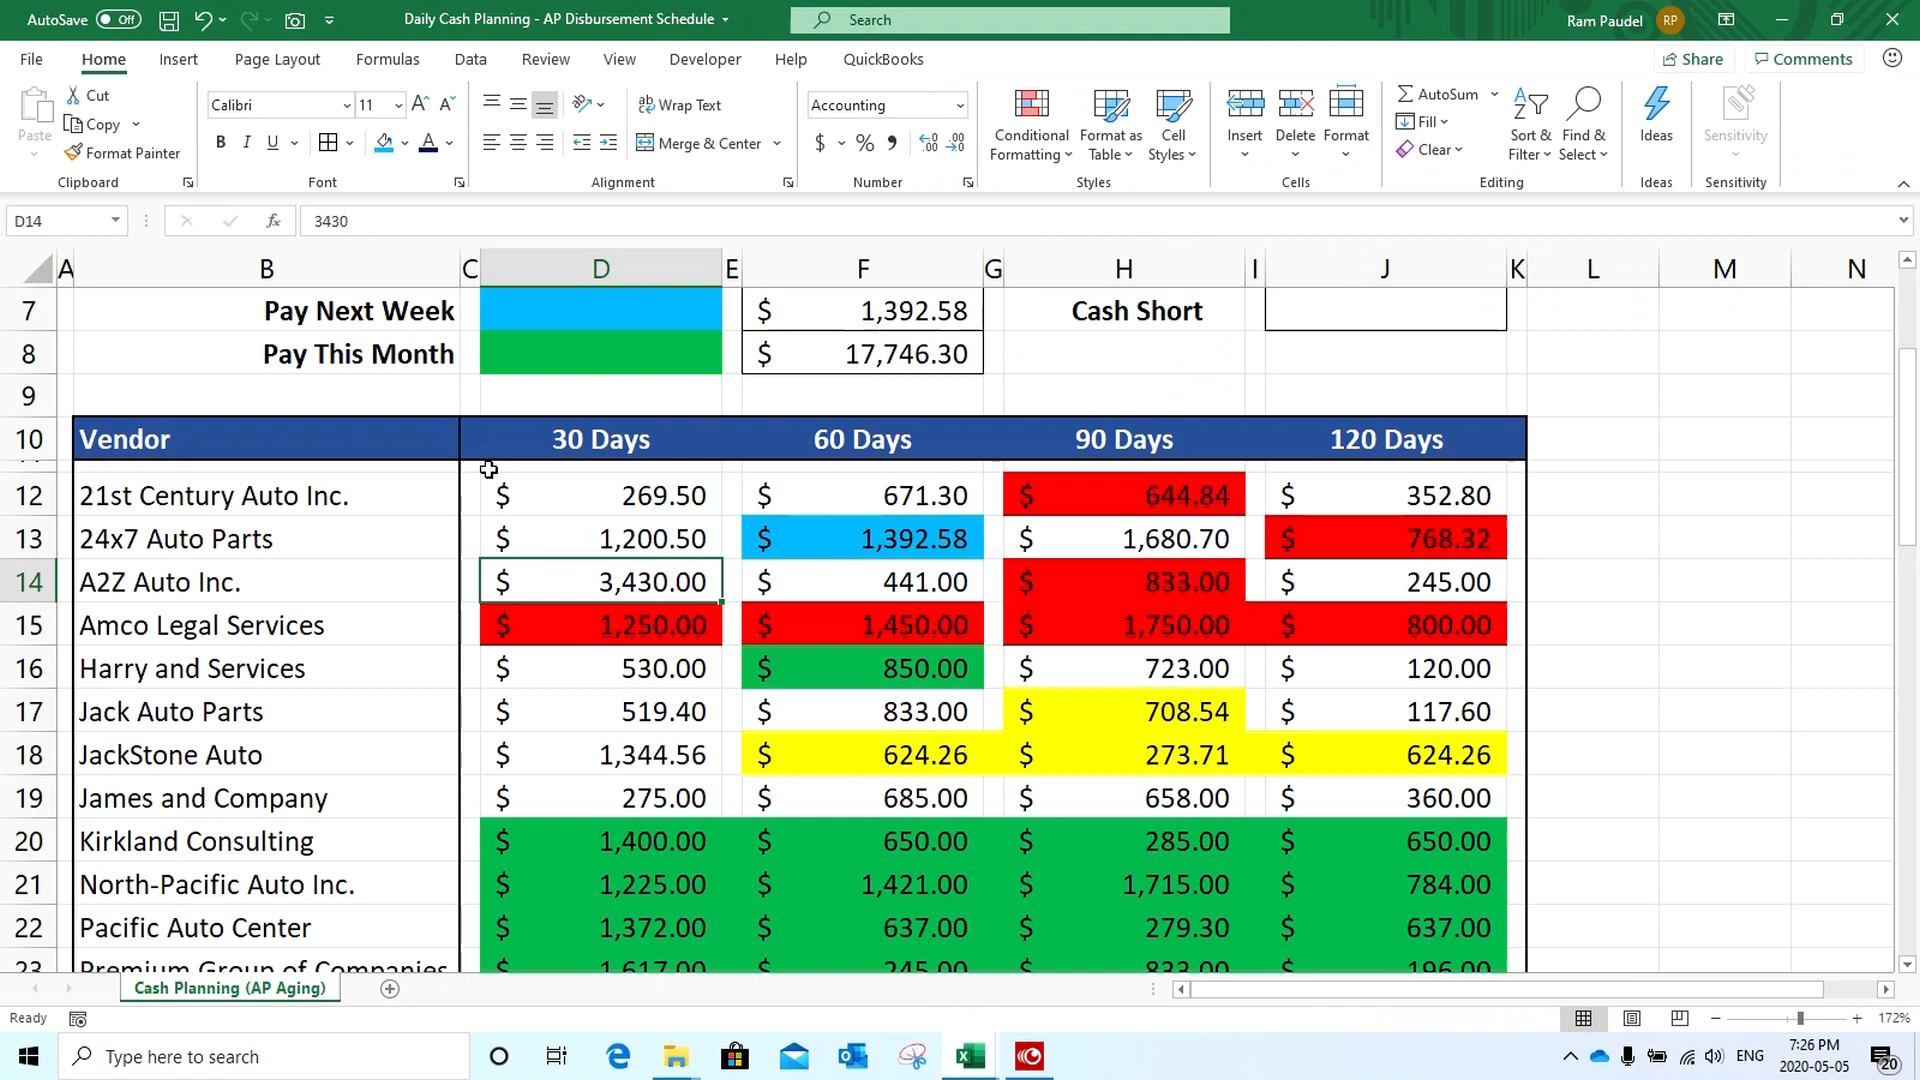 AutoSave Off Daily Cash Planning - AP Disbursement Schedule Search Ram Paudel RP
File Home Insert Page Layout Formulas Data Review View Developer Help QuickBooks Share Comments
Paste Cut Copy Format Painter Clipboard
Calibri 11 A A B I U A Font
ab Wrap Text Merge & Center Alignment
Accounting $ % 9 Number
Conditional Formatting Format as Table Cell Styles Styles
Insert Delete Format Cells
AutoSum Fill Clear Sort & Filter Find & Select Editing
Ideas Ideas
Sensitivity Sensitivity
D14 fx 3430
A B C D E F G H I J K L M N
7 Pay Next Week $ 1,392.58 Cash Short
8 Pay This Month $ 17,746.30
9
10 Vendor 30 Days 60 Days 90 Days 120 Days
12 21st Century Auto Inc. $ 269.50 $ 671.30 $ 644.84 $ 352.80
13 24x7 Auto Parts $ 1,200.50 $ 1,392.58 $ 1,680.70 $ 768.32
14 A2Z Auto Inc. $ 3,430.00 $ 441.00 $ 833.00 $ 245.00
15 Amco Legal Services $ 1,250.00 $ 1,450.00 $ 1,750.00 $ 800.00
16 Harry and Services $ 530.00 $ 850.00 $ 723.00 $ 120.00
17 Jack Auto Parts $ 519.40 $ 833.00 $ 708.54 $ 117.60
18 JackStone Auto $ 1,344.56 $ 624.26 $ 273.71 $ 624.26
19 James and Company $ 275.00 $ 685.00 $ 658.00 $ 360.00
20 Kirkland Consulting $ 1,400.00 $ 650.00 $ 285.00 $ 650.00
21 North-Pacific Auto Inc. $ 1,225.00 $ 1,421.00 $ 1,715.00 $ 784.00
22 Pacific Auto Center $ 1,372.00 $ 637.00 $ 279.30 $ 637.00
23 Premium Group of Companies $ 1,617.00 $ 245.00 $ 833.00 $ 196.00
Cash Planning (AP Aging)
Ready 172%
Type here to search ENG 7:26 PM
2020-05-05 20